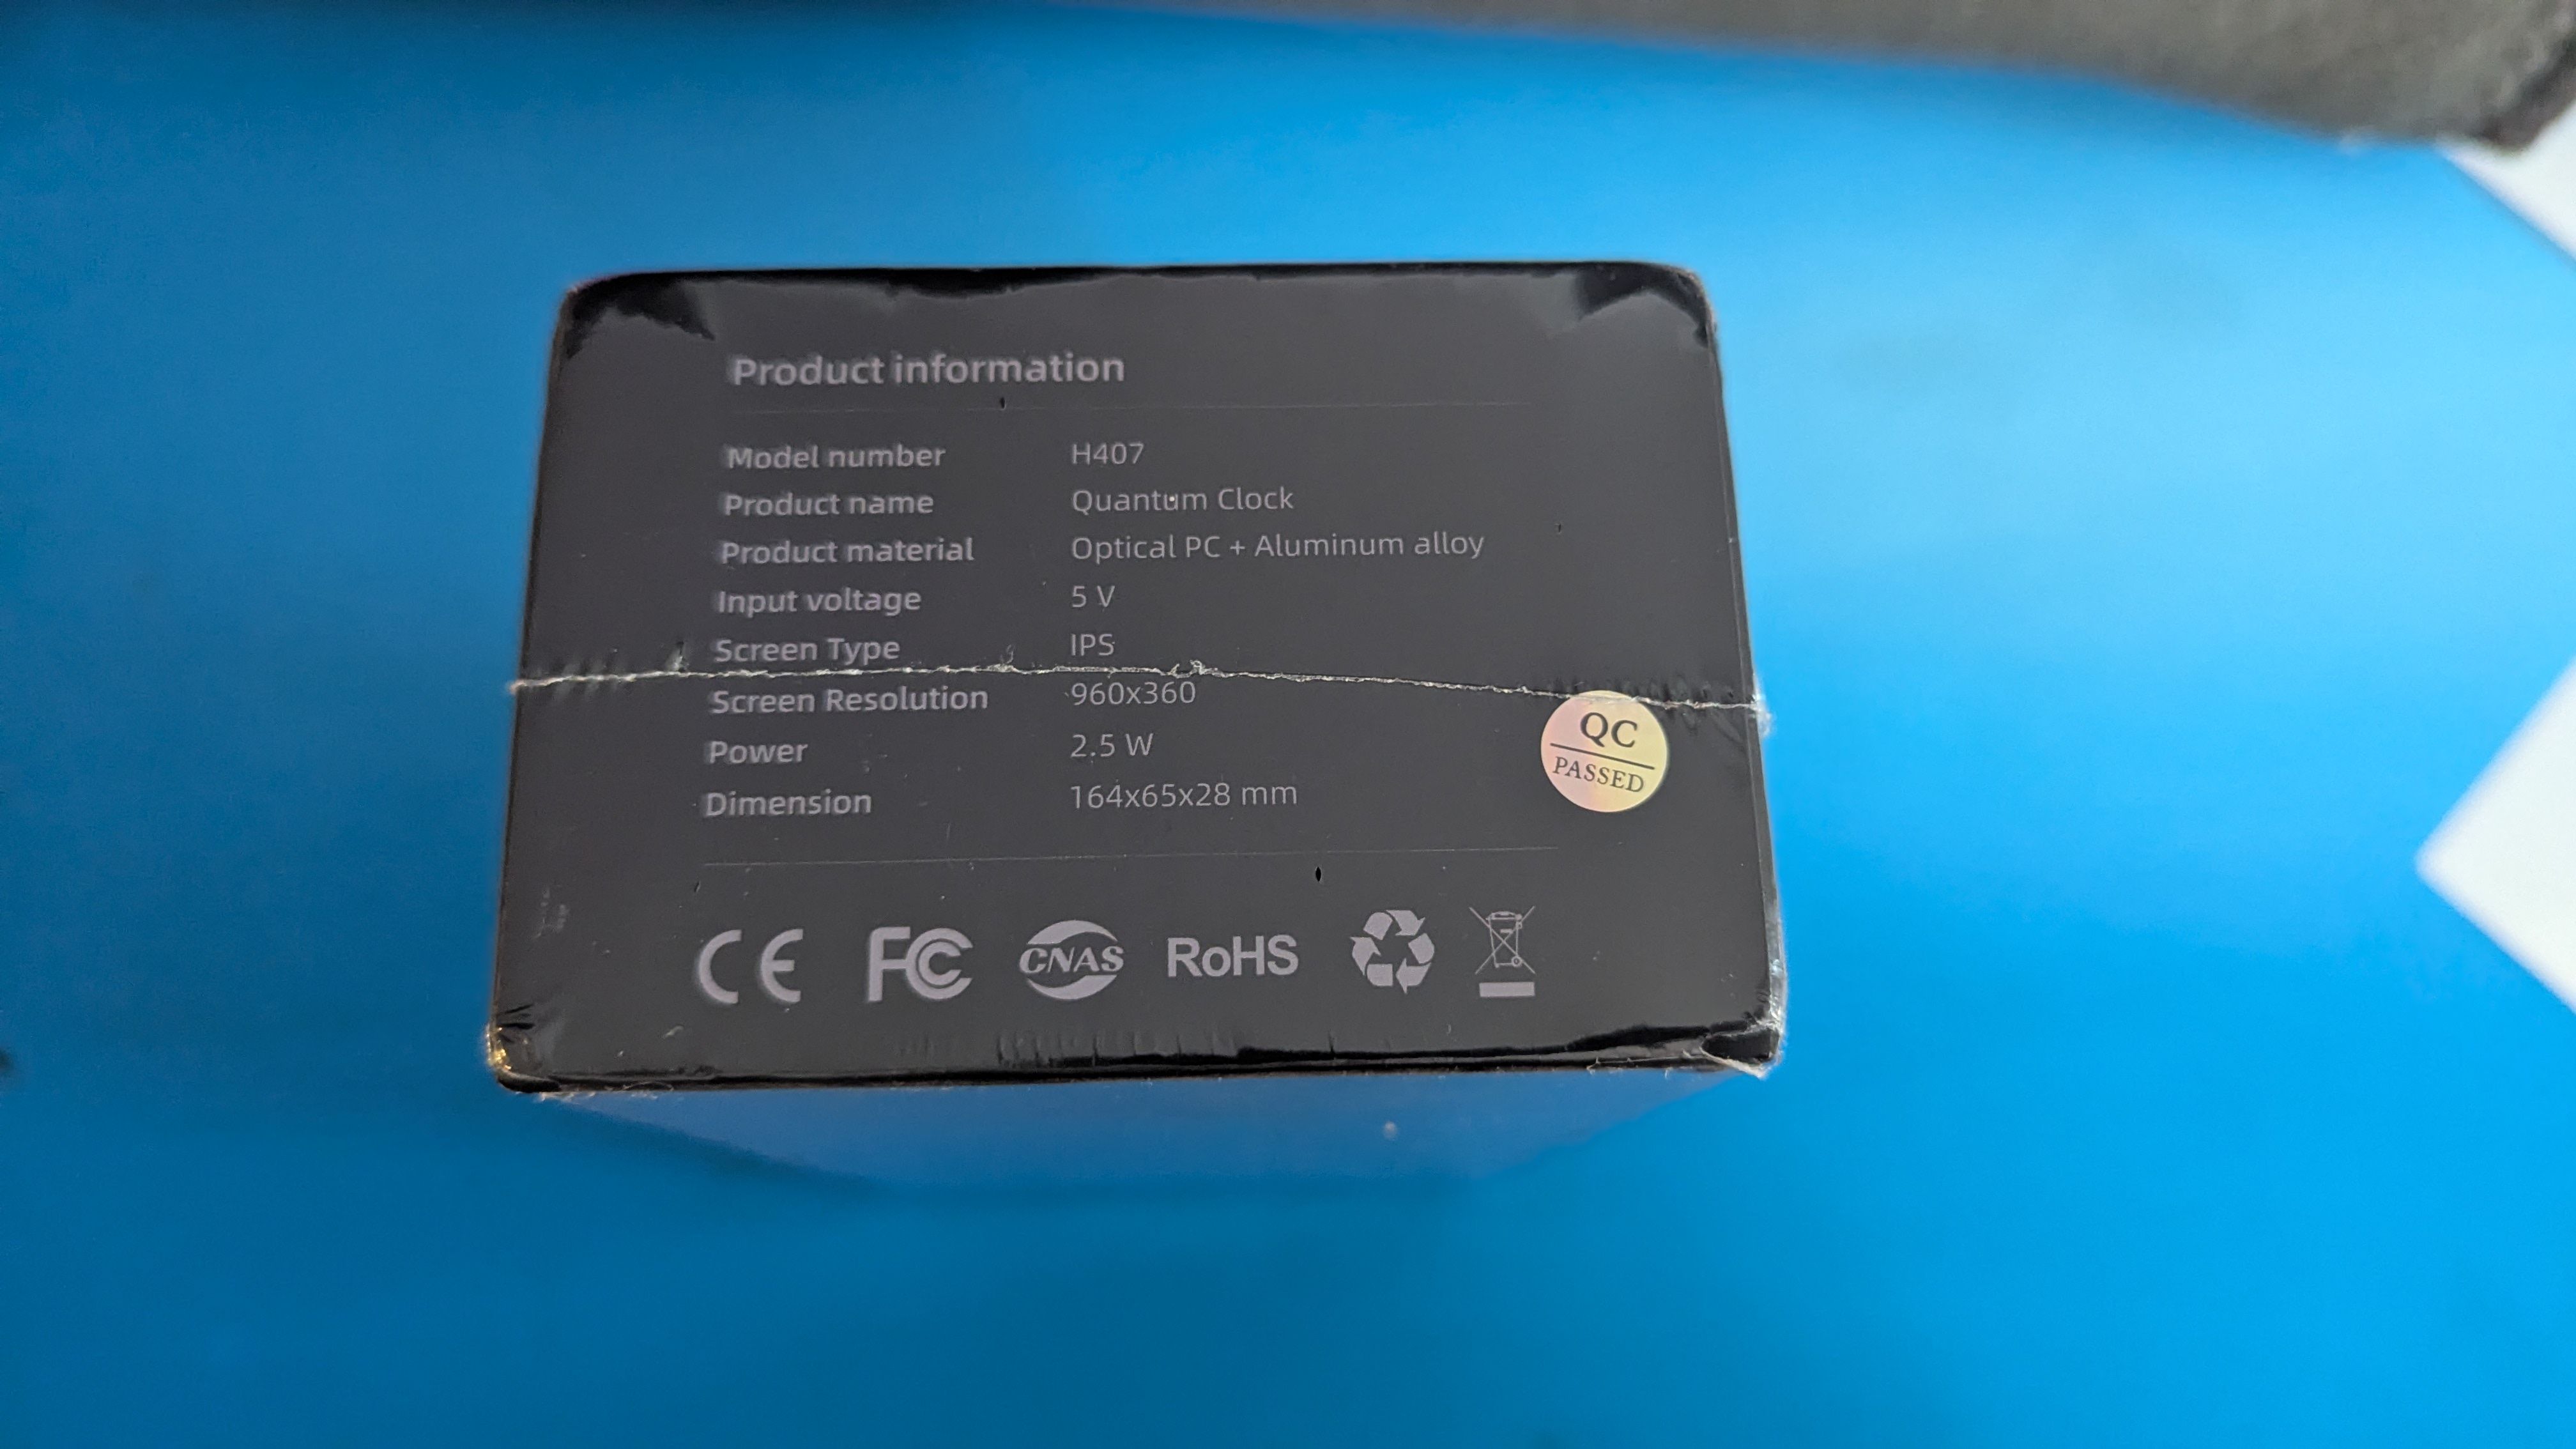 Product information
Model number H407
Product name Quantum Clock
Product material Optical PC + Aluminum alloy
Input voltage 5 V
Screen Type IPS
Screen Resolution 960x360
Power 2.5 W
Dimension 164x65x28 mm
QC
PASSED
CE FC CNAS RoHS